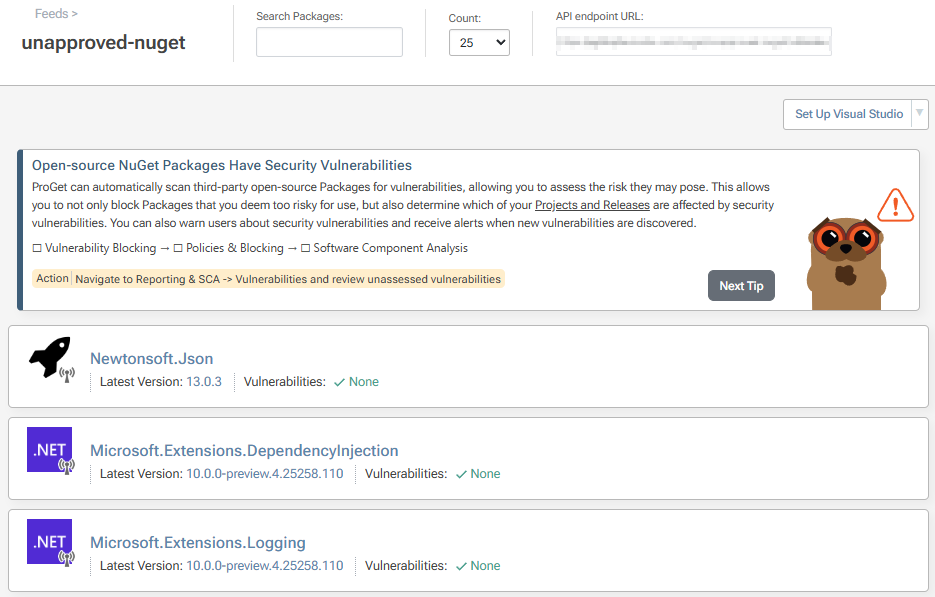 Feeds >
unapproved-nuget
Search Packages:
Count:
25
API endpoint URL:
Set Up Visual Studio
Open-source NuGet Packages Have Security Vulnerabilities
ProGet can automatically scan third-party open-source Packages for vulnerabilities, allowing you to assess the risk they may pose. This allows
you to not only block Packages that you deem too risky for use, but also determine which of your Projects and Releases are affected by security
vulnerabilities. You can also warn users about security vulnerabilities and receive alerts when new vulnerabilities are discovered.
☐ Vulnerability Blocking → ☐ Policies & Blocking → ☐ Software Component Analysis
Action Navigate to Reporting & SCA -> Vulnerabilities and review unassessed vulnerabilities
Next Tip
Newtonsoft.Json
Latest Version: 13.0.3 Vulnerabilities: ✓ None
.NET
Microsoft.Extensions.DependencyInjection
Latest Version: 10.0.0-preview.4.25258.110 Vulnerabilities: ✓ None
.NET
Microsoft.Extensions.Logging
Latest Version: 10.0.0-preview.4.25258.110 Vulnerabilities: ✓ None